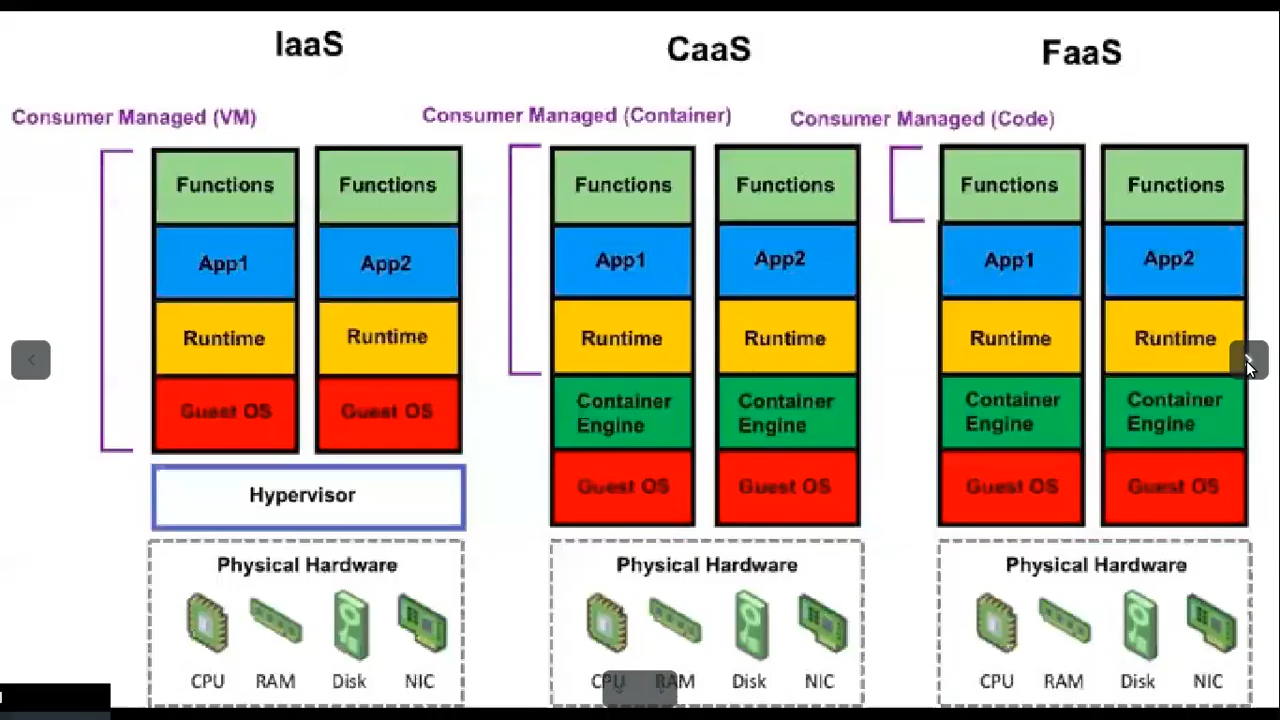 IaaS
CaaS
FaaS
Consumer Managed (VM)
Consumer Managed (Container)
Consumer Managed (Code)
Functions
Functions
Functions
Functions
Functions
Functions
App1
App2
App1
App2
App1
App2
Runtime
Runtime
Runtime
Runtime
Runtime
Runtime
Guest OS
Guest OS
Container
Engine
Container
Engine
Container
Engine
Container
Engine
Hypervisor
Guest OS
Guest OS
Guest OS
Guest OS
Physical Hardware
Physical Hardware
Physical Hardware
CPU
RAM
Disk
NIC
CPU
RAM
Disk
NIC
CPU
RAM
Disk
NIC